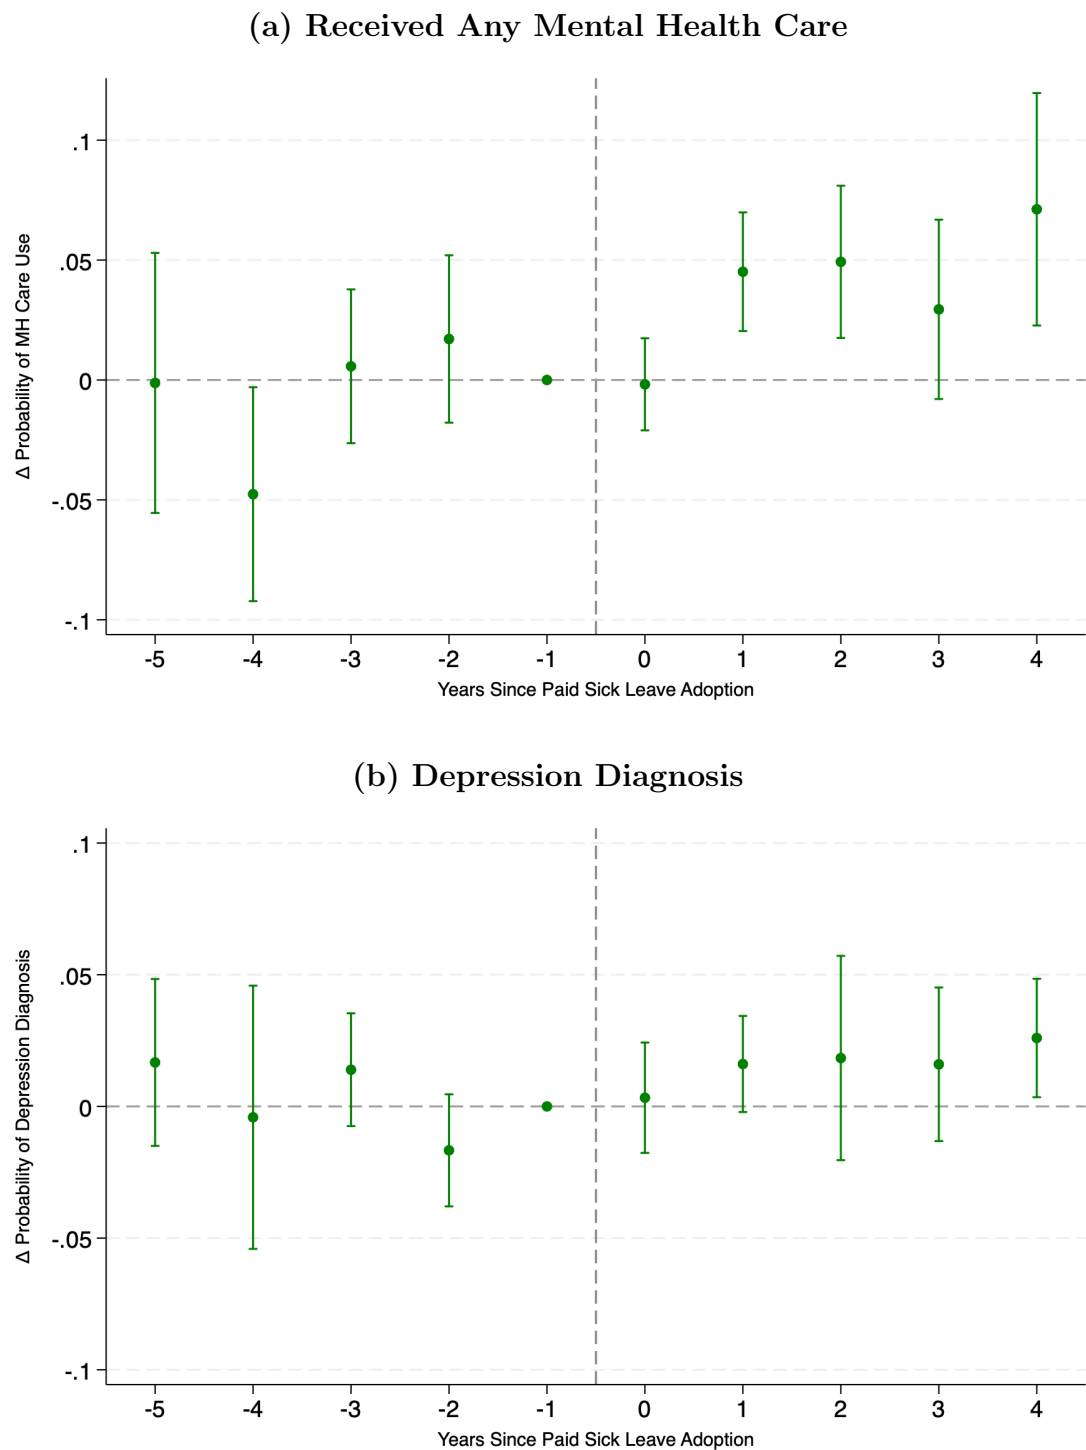 (a) Received Any Mental Health Care
Δ Probability of MH Care Use
.1
.05
0
-.05
-.1
-5 -4 -3 -2 -1 0 1 2 3 4
Years Since Paid Sick Leave Adoption
(b) Depression Diagnosis
Δ Probability of Depression Diagnosis
.1
.05
0
-.05
-.1
-5 -4 -3 -2 -1 0 1 2 3 4
Years Since Paid Sick Leave Adoption